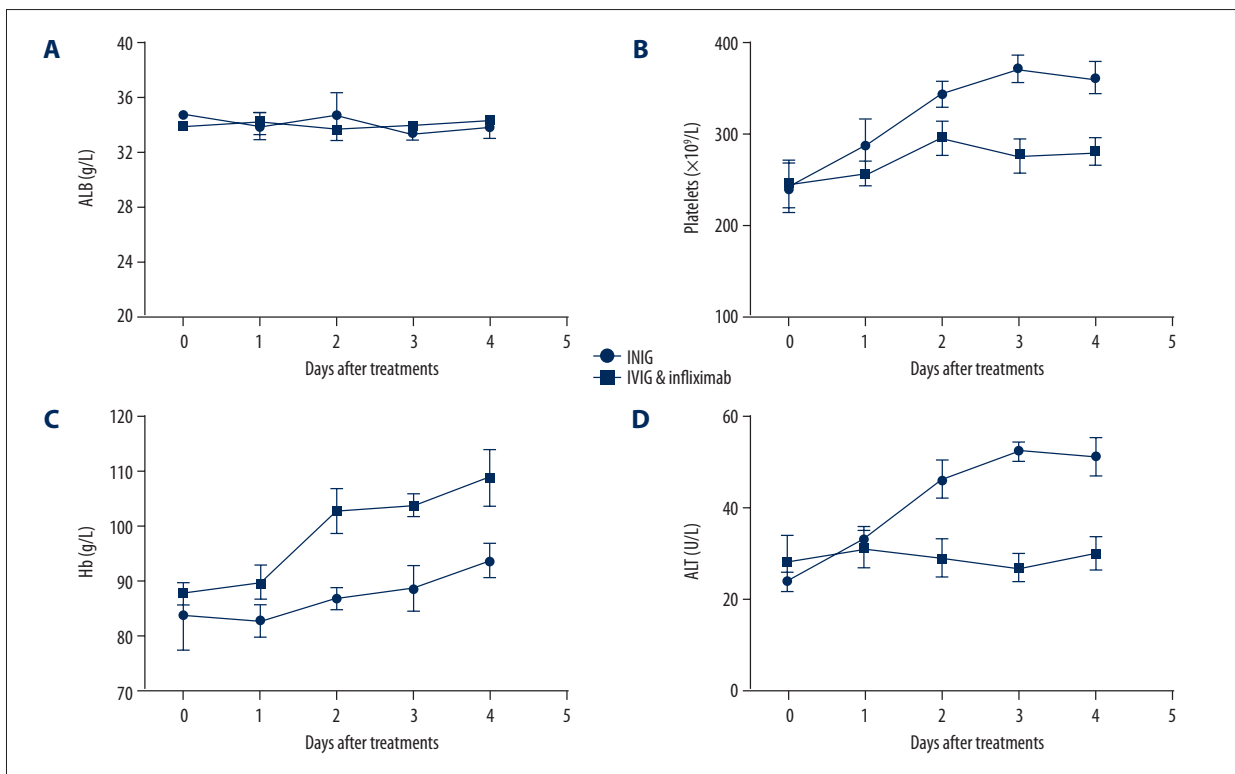 A
40
36
32
28
24
20
ALB (g/L)
0 1 2 3 4 5
Days after treatments
B
400
300
200
100
Platelets (×10⁹/L)
0 1 2 3 4 5
Days after treatments
INIG
IVIG & infliximab
C
120
110
100
90
80
70
Hb (g/L)
0 1 2 3 4 5
Days after treatments
D
60
40
20
0
ALT (U/L)
0 1 2 3 4 5
Days after treatments